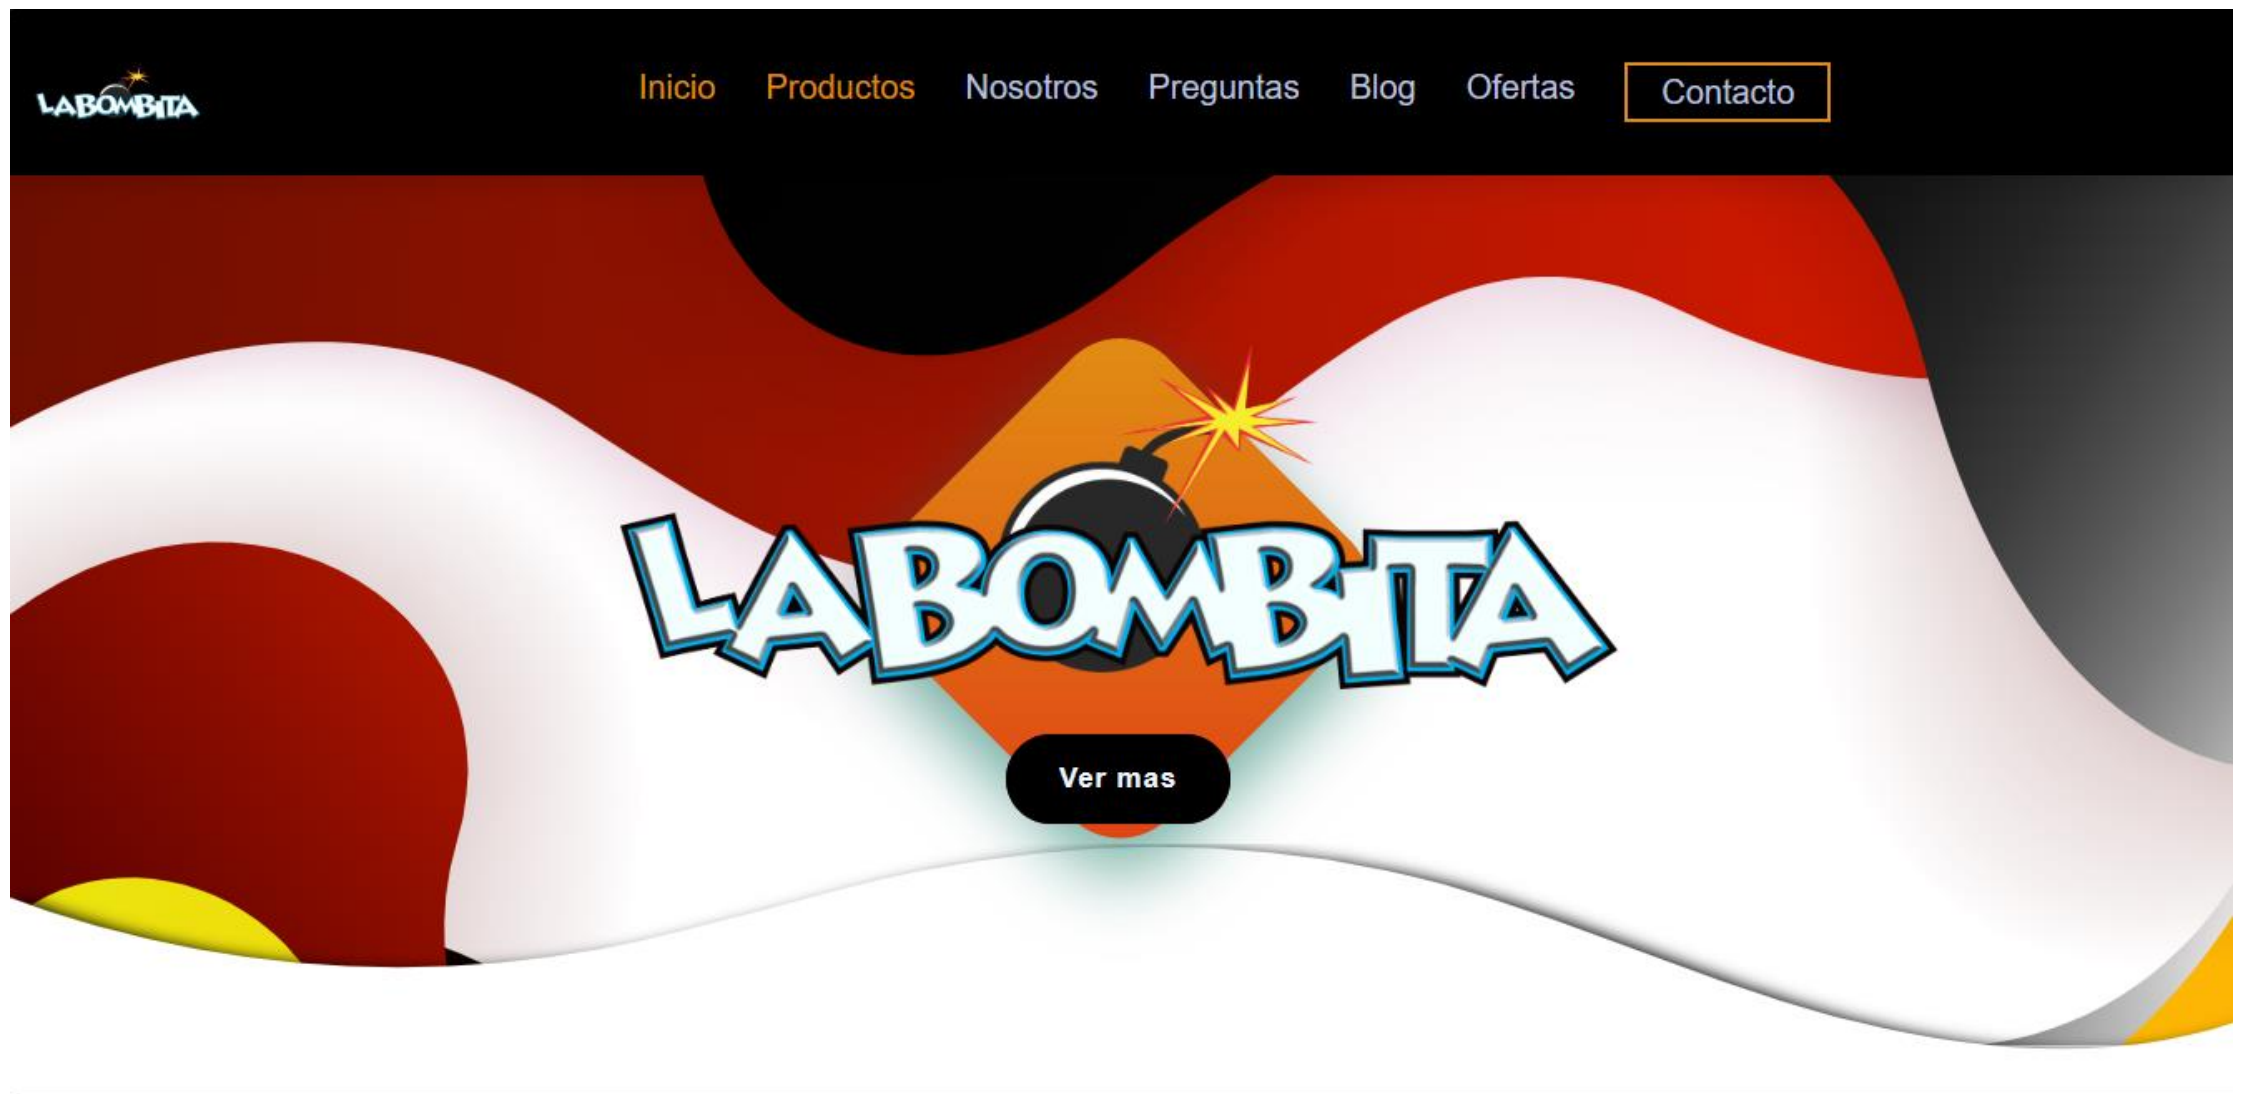 LABOMBITA
Inicio Productos Nosotros Preguntas Blog Ofertas Contacto
LABOMBITA
Ver mas